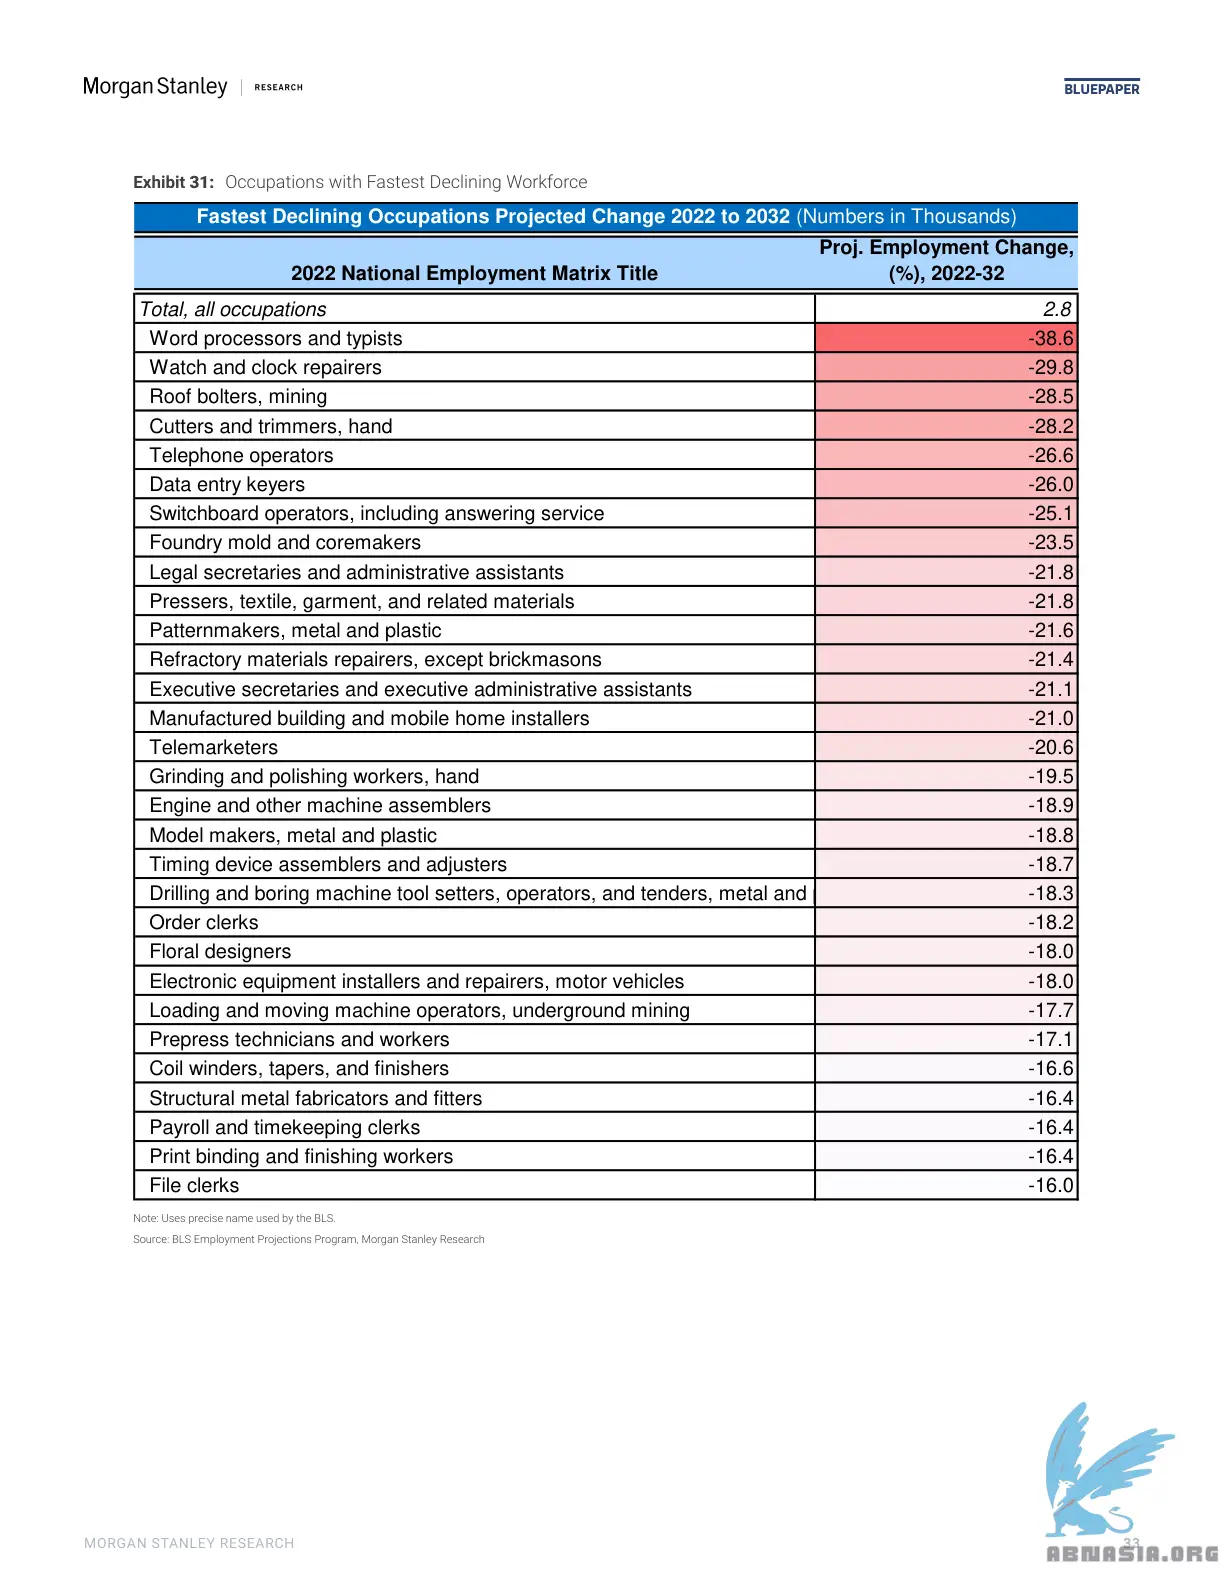 Morgan Stanley | RESEARCH
BLUEPAPER
Exhibit 31: Occupations with Fastest Declining Workforce
Fastest Declining Occupations Projected Change 2022 to 2032 (Numbers in Thousands)
2022 National Employment Matrix Title
Proj. Employment Change,
(%), 2022-32
Total, all occupations 2.8
Word processors and typists -38.6
Watch and clock repairers -29.8
Roof bolters, mining -28.5
Cutters and trimmers, hand -28.2
Telephone operators -26.6
Data entry keyers -26.0
Switchboard operators, including answering service -25.1
Foundry mold and coremakers -23.5
Legal secretaries and administrative assistants -21.8
Pressers, textile, garment, and related materials -21.8
Patternmakers, metal and plastic -21.6
Refractory materials repairers, except brickmasons -21.4
Executive secretaries and executive administrative assistants -21.1
Manufactured building and mobile home installers -21.0
Telemarketers -20.6
Grinding and polishing workers, hand -19.5
Engine and other machine assemblers -18.9
Model makers, metal and plastic -18.8
Timing device assemblers and adjusters -18.7
Drilling and boring machine tool setters, operators, and tenders, metal and -18.3
Order clerks -18.2
Floral designers -18.0
Electronic equipment installers and repairers, motor vehicles -18.0
Loading and moving machine operators, underground mining -17.7
Prepress technicians and workers -17.1
Coil winders, tapers, and finishers -16.6
Structural metal fabricators and fitters -16.4
Payroll and timekeeping clerks -16.4
Print binding and finishing workers -16.4
File clerks -16.0
Note: Uses precise name used by the BLS.
Source: BLS Employment Projections Program, Morgan Stanley Research
MORGAN STANLEY RESEARCH
33
ABNASIA.ORG